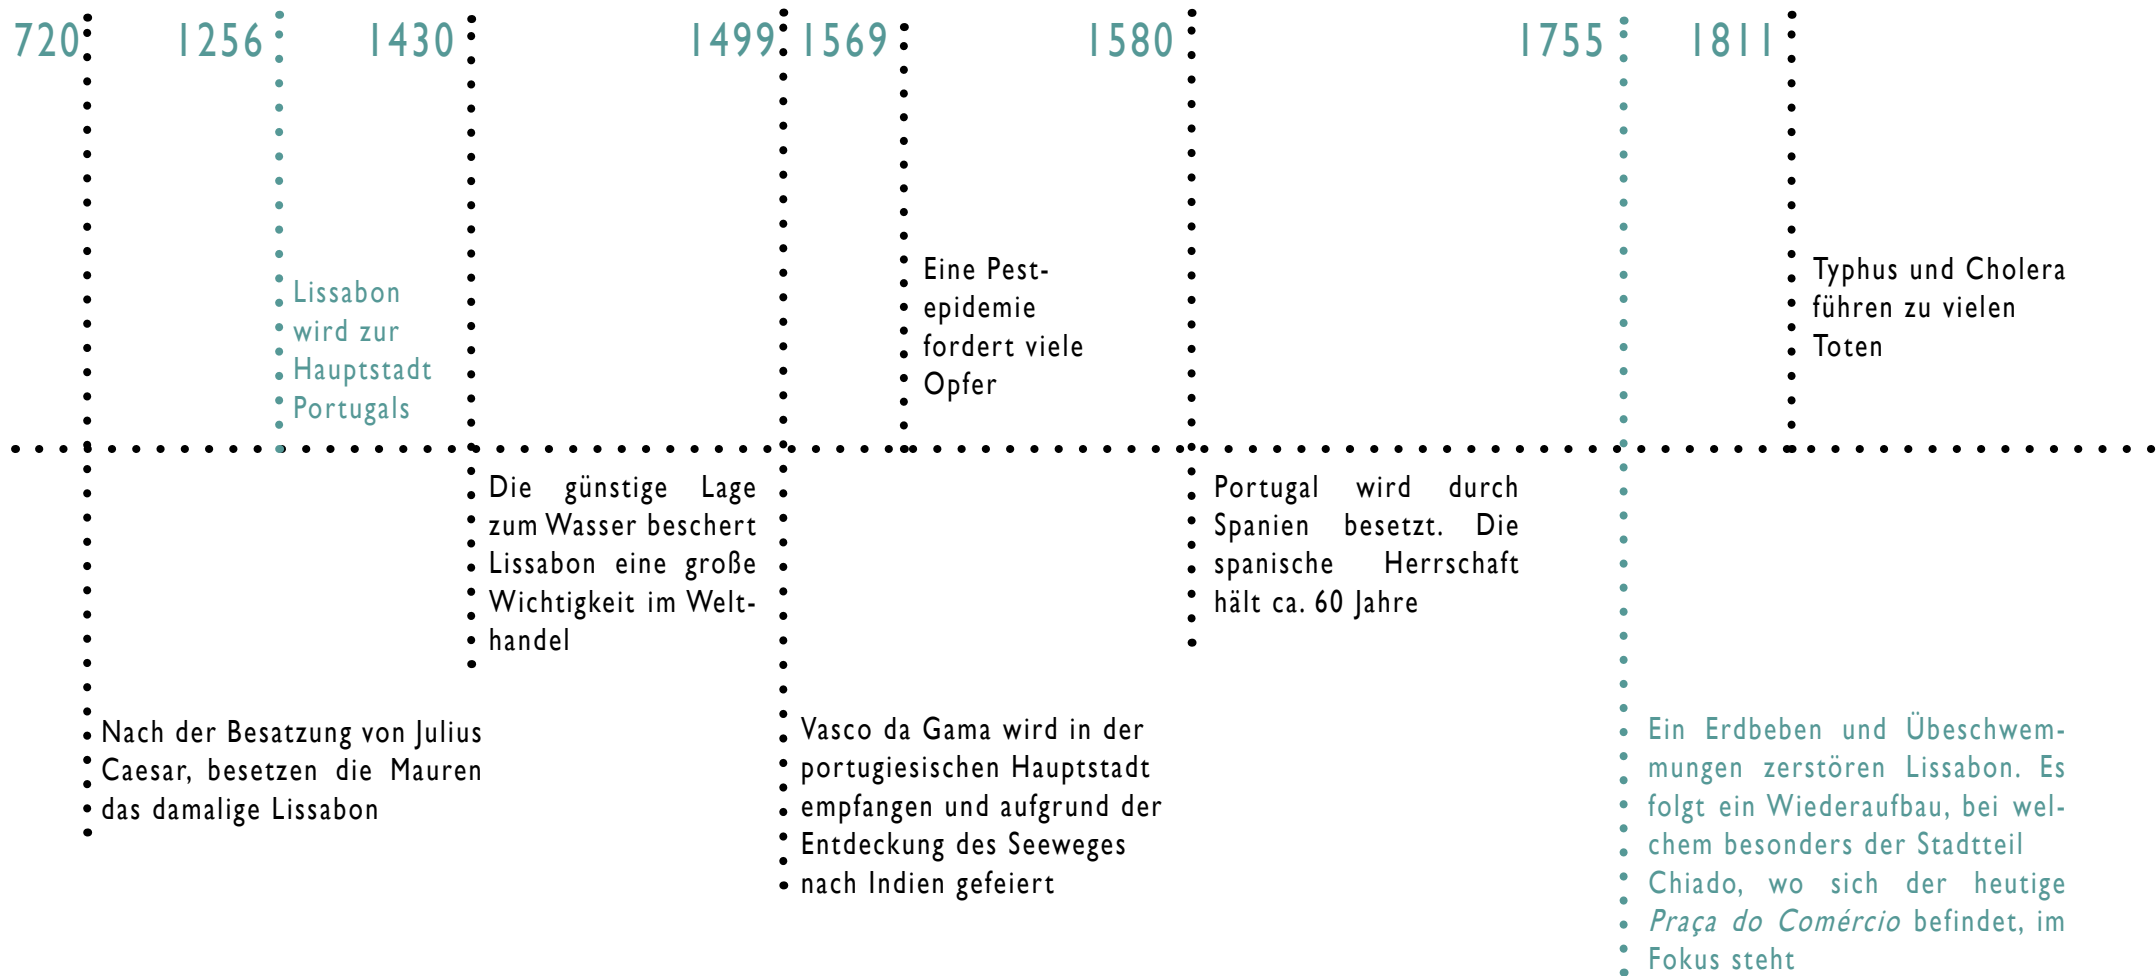 720
1256
1430
1499
1569
1580
1755
1811
Lissabon
wird zur
Hauptstadt
Portugals
Eine Pest-
epidemie
fordert viele
Opfer
Typhus und Cholera
führen zu vielen
Toten
Die günstige Lage
zum Wasser beschert
Lissabon eine große
Wichtigkeit im Welt-
handel
Portugal wird durch
Spanien besetzt. Die
spanische Herrschaft
hält ca. 60 Jahre
Nach der Besatzung von Julius
Caesar, besetzen die Mauren
das damalige Lissabon
Vasco da Gama wird in der
portugiesischen Hauptstadt
empfangen und aufgrund der
Entdeckung des Seeweges
nach Indien gefeiert
Ein Erdbeben und Übeschwem-
mungen zerstören Lissabon. Es
folgt ein Wiederaufbau, bei wel-
chem besonders der Stadtteil
Chiado, wo sich der heutige
Praça do Comércio befindet, im
Fokus steht